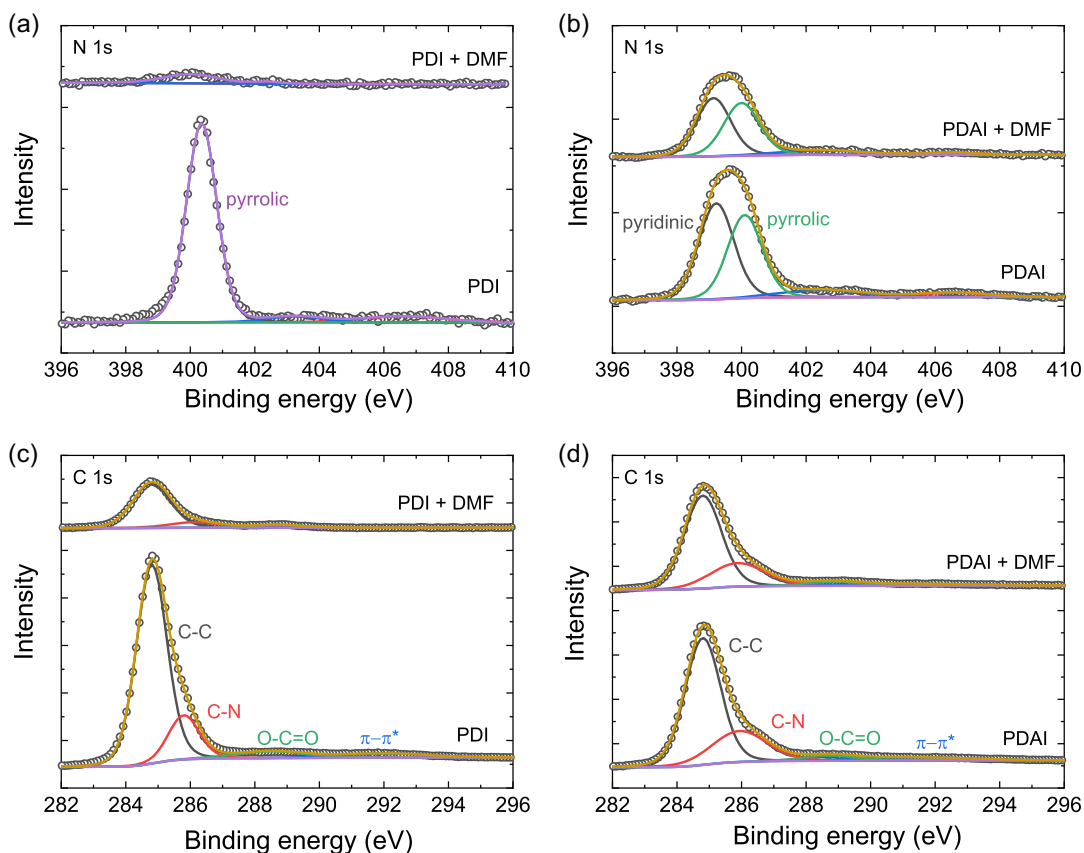 (a)
N 1s
PDI + DMF
pyrrolic
PDI
Intensity
396 398 400 402 404 406 408 410
Binding energy (eV)
(b)
N 1s
PDAI + DMF
pyridinic
pyrrolic
PDAI
Intensity
396 398 400 402 404 406 408 410
Binding energy (eV)
(c)
C 1s
PDI + DMF
C-C
C-N
O-C=O
π–π*
PDI
Intensity
282 284 286 288 290 292 294 296
Binding energy (eV)
(d)
C 1s
PDAI + DMF
C-C
C-N
O-C=O
π–π*
PDAI
Intensity
282 284 286 288 290 292 294 296
Binding energy (eV)